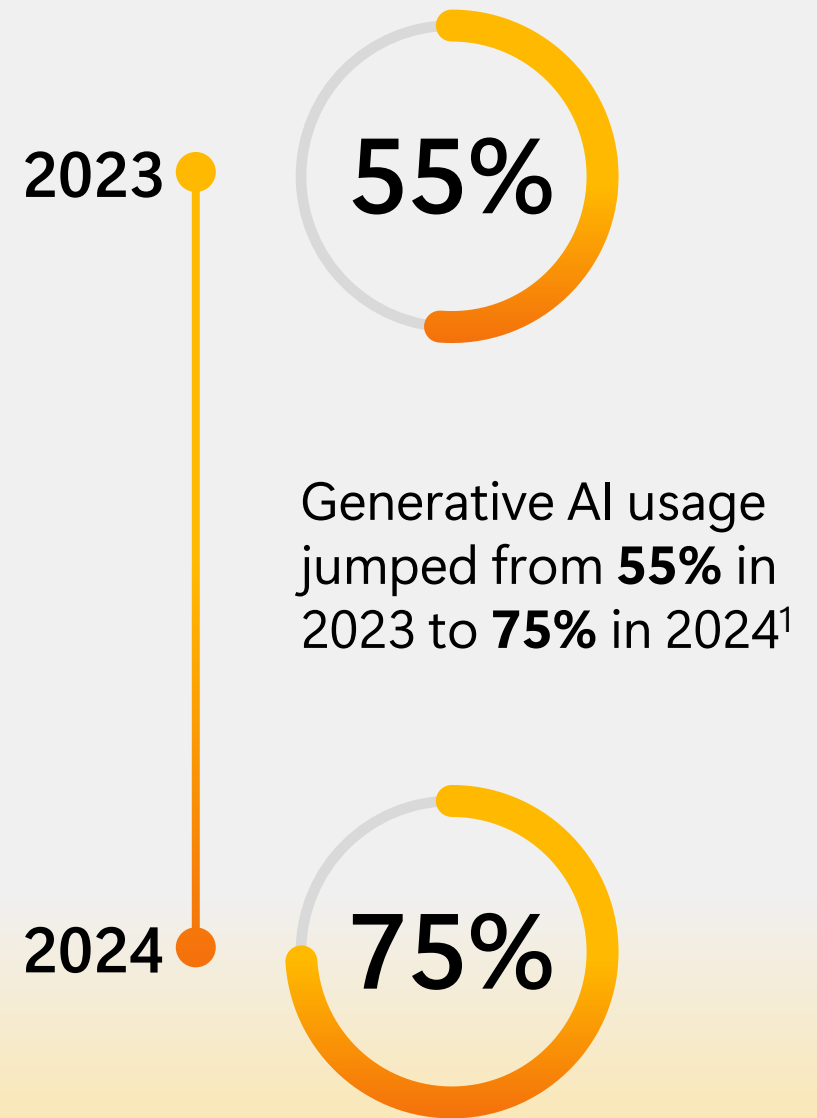 2023
55%
Generative AI usage
jumped from 55% in
2023 to 75% in 2024¹
2024
75%